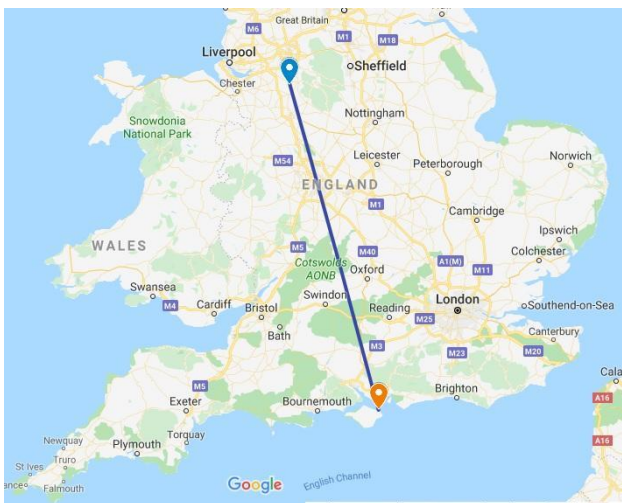 Great Britain
M6
M1
M18
Liverpool
Sheffield
Chester
Snowdonia
National Park
Nottingham
M54
Leicester
Norwich
Peterborough
ENGLAND
M1
Cambridge
WALES
M5
M40
A1(M)
M11
Ipswich
Colchester
Cotswolds
AONB
Oxford
Swansea
Swindon
M4
Cardiff
Bristol
Reading
London
Southend-on-Sea
M25
Bath
Canterbury
M3
M23
M20
Cala
M5
Exeter
Bournemouth
Brighton
A16
Newquay
Torquay
A16
Plymouth
Truro
St Ives
ance
Falmouth
Google
English Channel